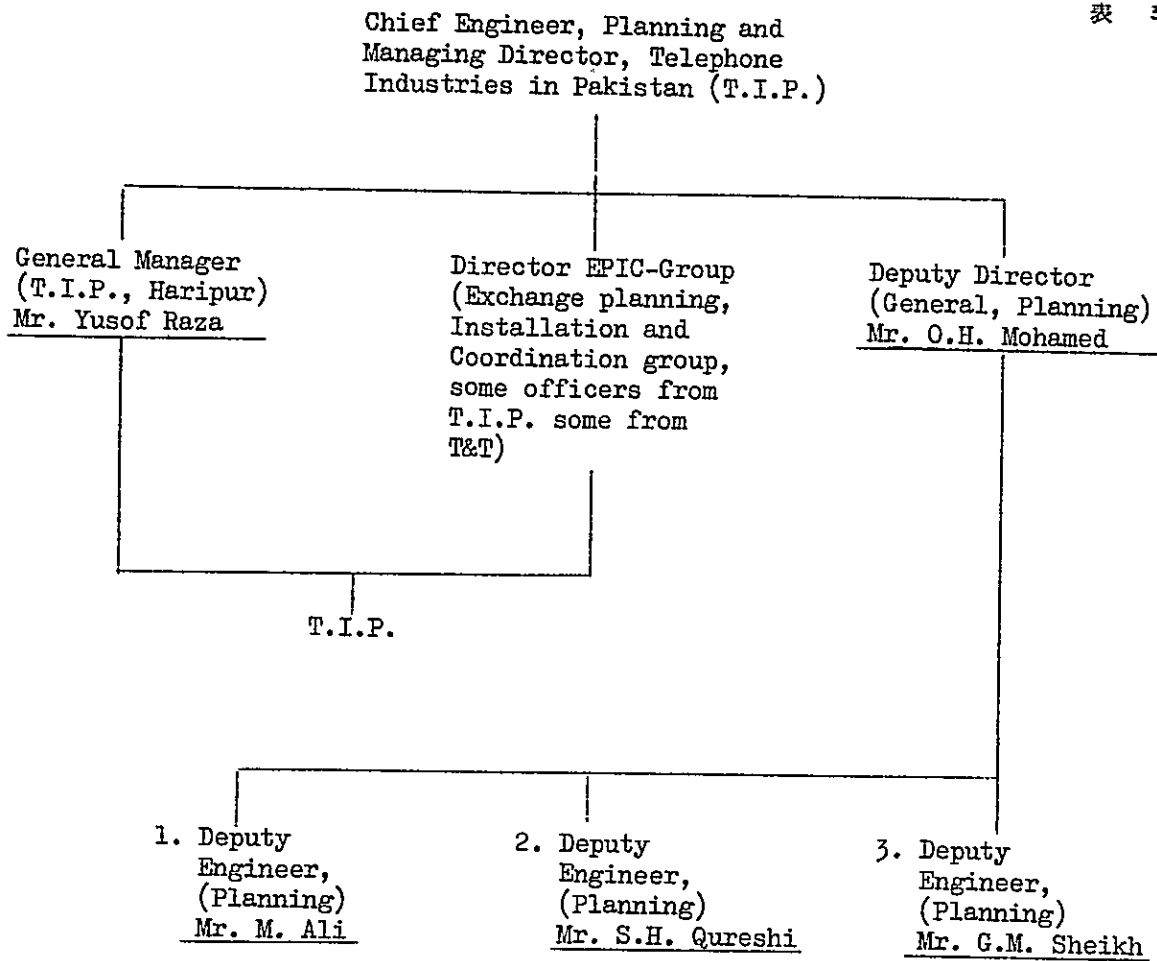 表
Chief Engineer, Planning and
Managing Director, Telephone
Industries in Pakistan (T.I.P.)
General Manager
(T.I.P., Haripur)
Mr. Yusof Raza
Director EPIC-Group
(Exchange planning,
Installation and
Coordination group,
some officers from
T.I.P. some from
T&T)
Deputy Director
(General, Planning)
Mr. O.H. Mohamed
T.I.P.
1. Deputy
Engineer,
(Planning)
Mr. M. Ali
2. Deputy
Engineer,
(Planning)
Mr. S.H. Qureshi
3. Deputy
Engineer,
(Planning)
Mr. G.M. Sheikh